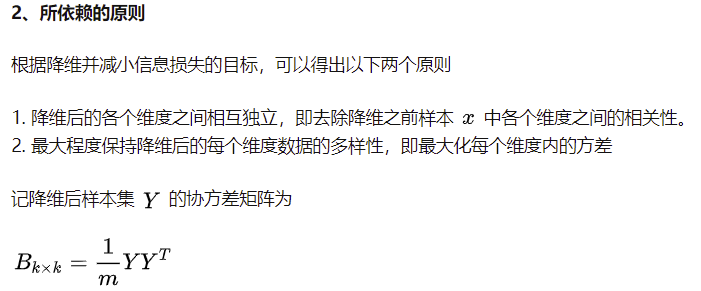 2、所依赖的原则
根据降维并减小信息损失的目标，可以得出以下两个原则
1. 降维后的各个维度之间相互独立，即去除降维之前样本 x 中各个维度之间的相关性。
2. 最大程度保持降维后的每个维度数据的多样性，即最大化每个维度内的方差
记降维后样本集 Y 的协方差矩阵为
B_{k×k} = \frac{1}{m} YY^T